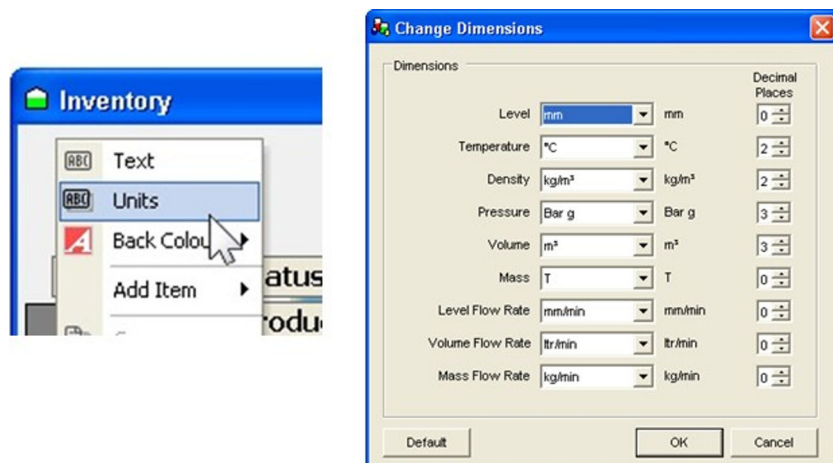 Inventory
ABC Text
ABC Units
A Back Colou
Add Item
atus
rodu
Change Dimensions
Dimensions
Decimal
Places
Level mm mm 0
Temperature °C °C 2
Density kg/m³ kg/m³ 2
Pressure Bar g Bar g 3
Volume m³ m³ 3
Mass T T 0
Level Flow Rate mm/min mm/min 0
Volume Flow Rate ltr/min ltr/min 0
Mass Flow Rate kg/min kg/min 0
Default OK Cancel